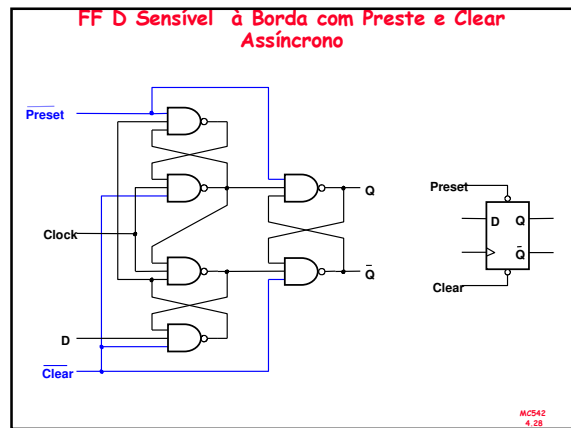 FF D Sensível à Borda com Preste e Clear
Assíncrono
Preset
Q
Preset
D Q
Clock
Q
Q
Clear
D
Clear
MC542
4.28